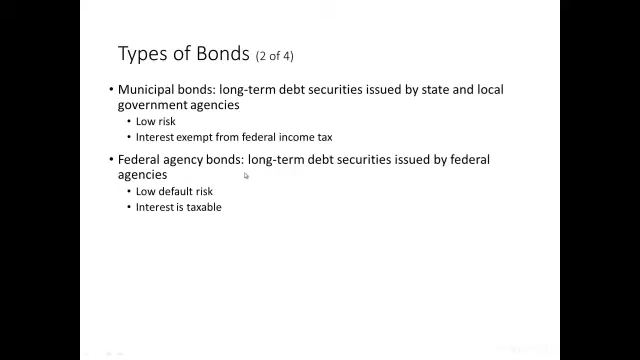 Types of Bonds (2 of 4)
• Municipal bonds: long-term debt securities issued by state and local
government agencies
• Low risk
• Interest exempt from federal income tax
• Federal agency bonds: long-term debt securities issued by federal
agencies
• Low default risk
• Interest is taxable